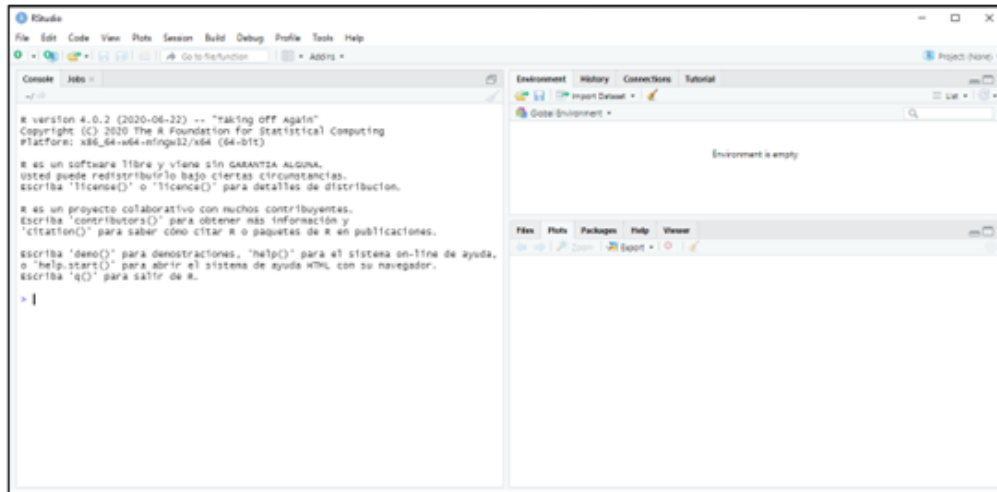 RStudio
File Edit Code View Plots Session Build Debug Profile Tools Help
Go to file/function Addins
Project: (None)
Console Jobs
~/
R version 4.0.2 (2020-06-22) -- "Taking Off Again"
Copyright (C) 2020 The R Foundation for Statistical Computing
Platform: x86_64-w64-mingw32/x64 (64-bit)
R es un software libre y viene sin GARANTIA ALGUNA.
Usted puede redistribuirlo bajo ciertas circunstancias.
Escriba 'license()' o 'licence()' para detalles de distribucion.
R es un proyecto colaborativo con muchos contribuyentes.
Escriba 'contributors()' para obtener más información y
'citation()' para saber cómo citar R o paquetes de R en publicaciones.
Escriba 'demo()' para demostraciones, 'help()' para el sistema on-line de ayuda,
o 'help.start()' para abrir el sistema de ayuda HTML con su navegador.
Escriba 'q()' para salir de R.
>
Environment History Connections Tutorial
Import Dataset List
Global Environment
Environment is empty
Files Plots Packages Help Viewer
Zoom Export